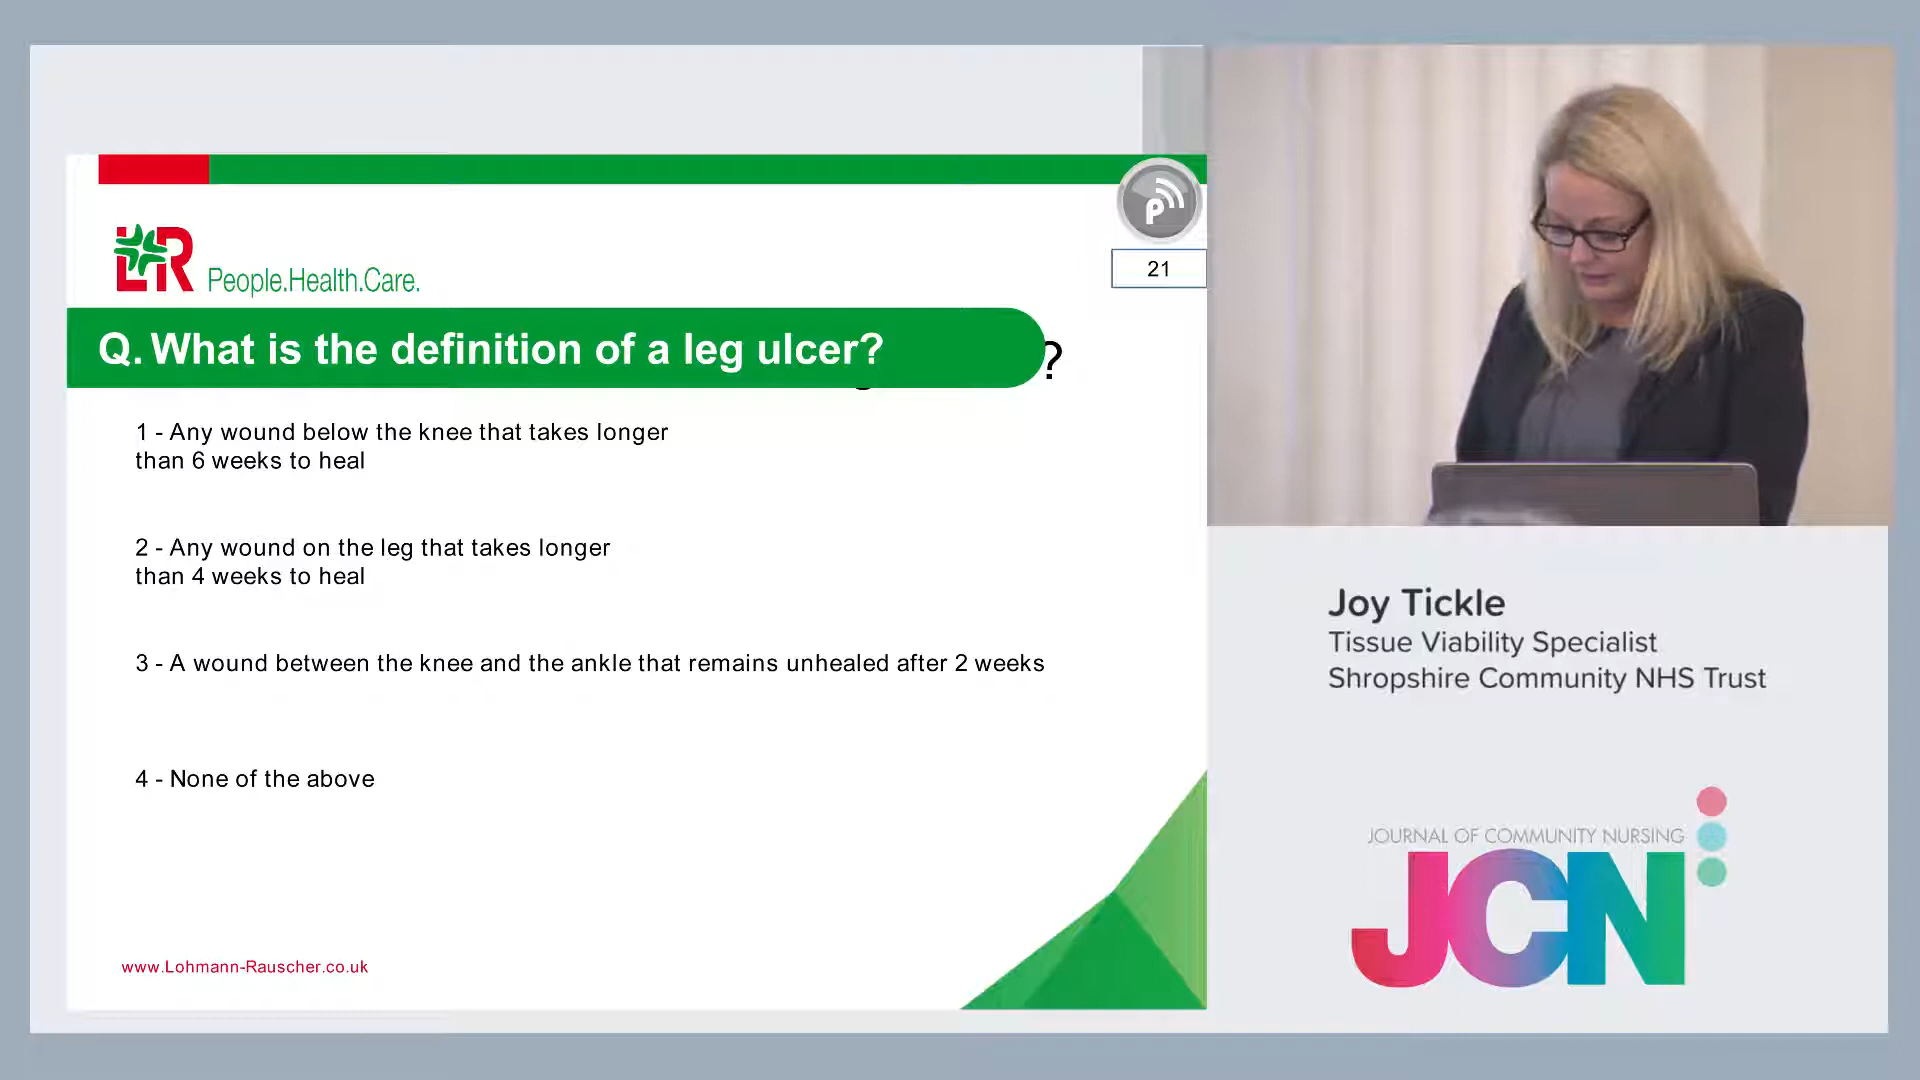 LR People.Health.Care.
21
Q. What is the definition of a leg ulcer?
?
1 - Any wound below the knee that takes longer
than 6 weeks to heal
2 - Any wound on the leg that takes longer
than 4 weeks to heal
3 - A wound between the knee and the ankle that remains unhealed after 2 weeks
4 - None of the above
www.Lohmann-Rauscher.co.uk
Joy Tickle
Tissue Viability Specialist
Shropshire Community NHS Trust
JOURNAL OF COMMUNITY NURSING
JCN